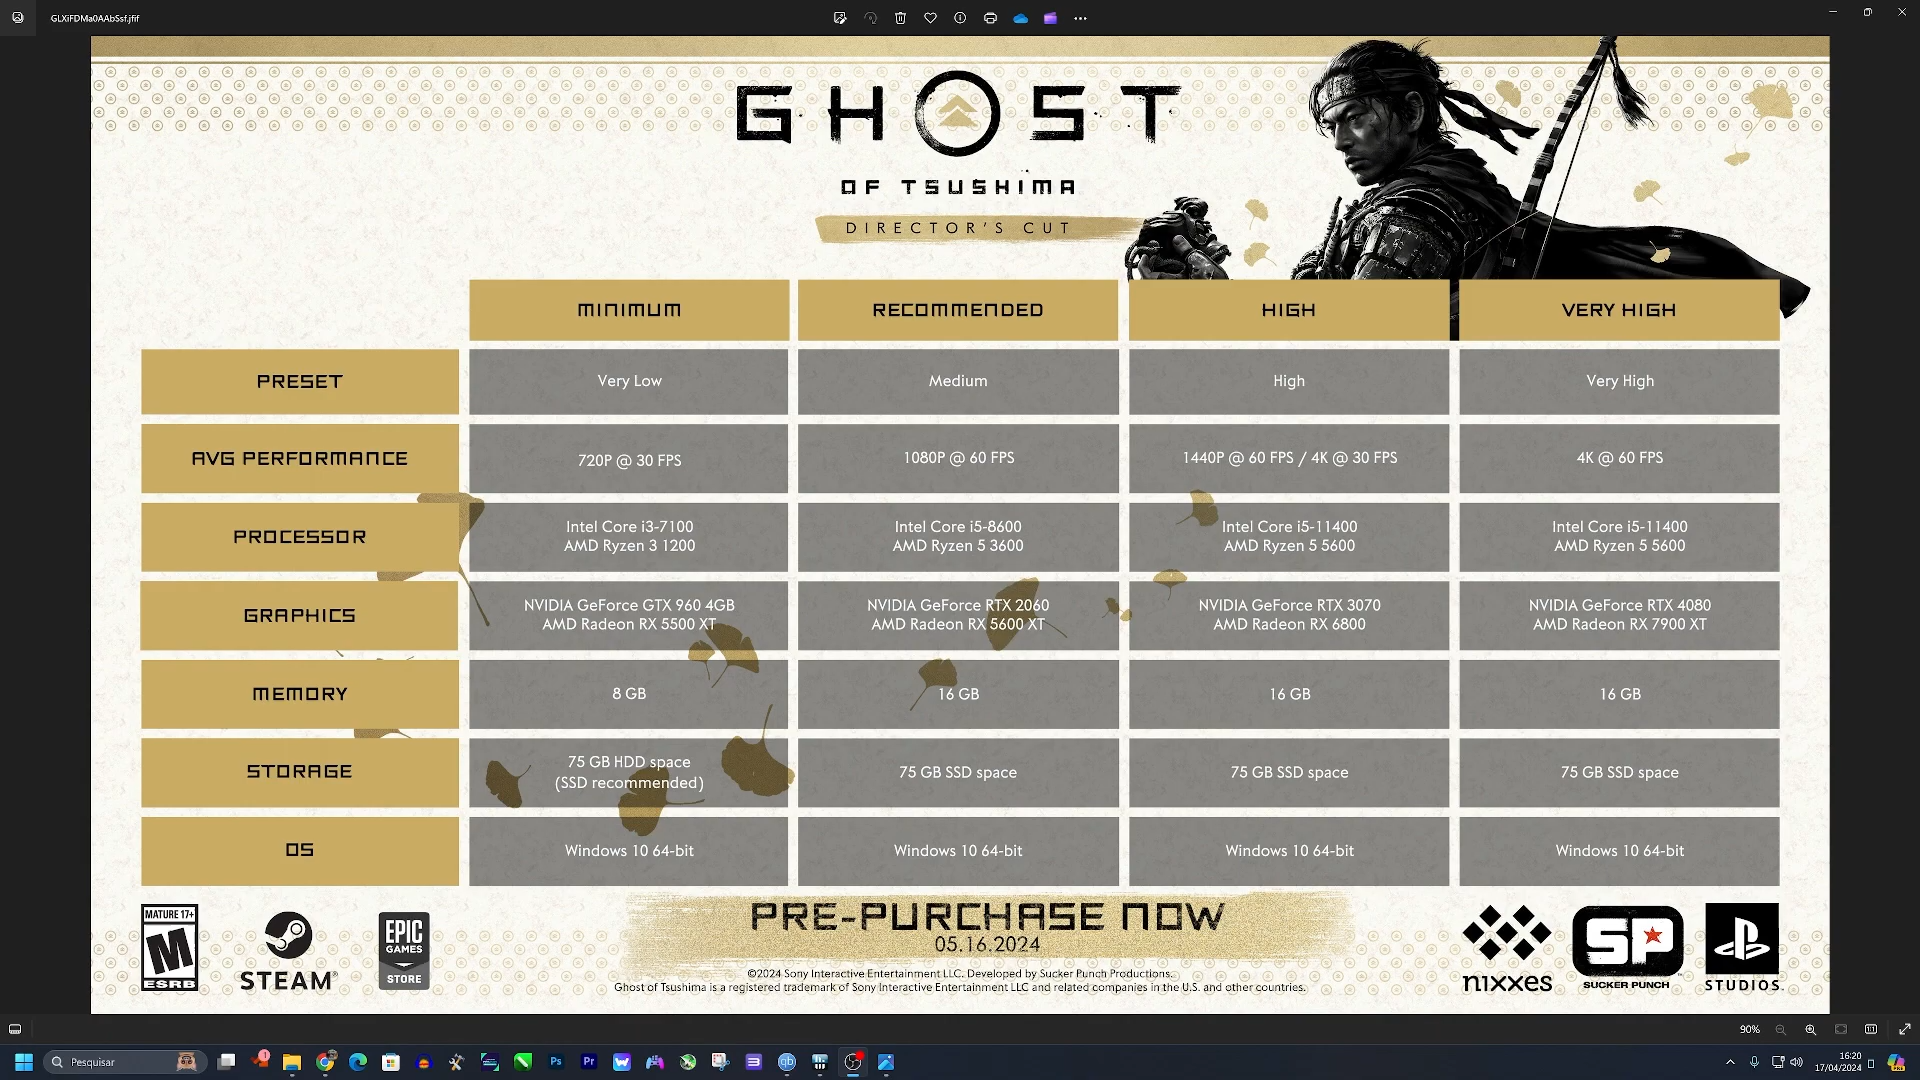 GLXiFDMa0AAbSsf.jfif
GHOST
OF TSUSHIMA
DIRECTOR'S CUT
MINIMUM RECOMMENDED HIGH VERY HIGH
PRESET Very Low Medium High Very High
AVG PERFORMANCE 720P @ 30 FPS 1080P @ 60 FPS 1440P @ 60 FPS / 4K @ 30 FPS 4K @ 60 FPS
PROCESSOR
Intel Core i3-7100 Intel Core i5-8600 Intel Core i5-11400 Intel Core i5-11400
AMD Ryzen 3 1200 AMD Ryzen 5 3600 AMD Ryzen 5 5600 AMD Ryzen 5 5600
GRAPHICS
NVIDIA GeForce GTX 960 4GB NVIDIA GeForce RTX 2060 NVIDIA GeForce RTX 3070 NVIDIA GeForce RTX 4080
AMD Radeon RX 5500 XT AMD Radeon RX 5600 XT AMD Radeon RX 6800 AMD Radeon RX 7900 XT
MEMORY 8 GB 16 GB 16 GB 16 GB
STORAGE
75 GB HDD space 75 GB SSD space 75 GB SSD space 75 GB SSD space
(SSD recommended)
OS Windows 10 64-bit Windows 10 64-bit Windows 10 64-bit Windows 10 64-bit
MATURE 17+
M
ESRB
STEAM
EPIC
GAMES
STORE
PRE-PURCHASE NOW
05.16.2024
©2024 Sony Interactive Entertainment LLC. Developed by Sucker Punch Productions.
Ghost of Tsushima is a registered trademark of Sony Interactive Entertainment LLC and related companies in the U.S. and other countries.
nixxes
SP
SUCKER PUNCH
STUDIOS
90%
Pesquisar
Ps
Pr
qb
16:20
17/04/2024